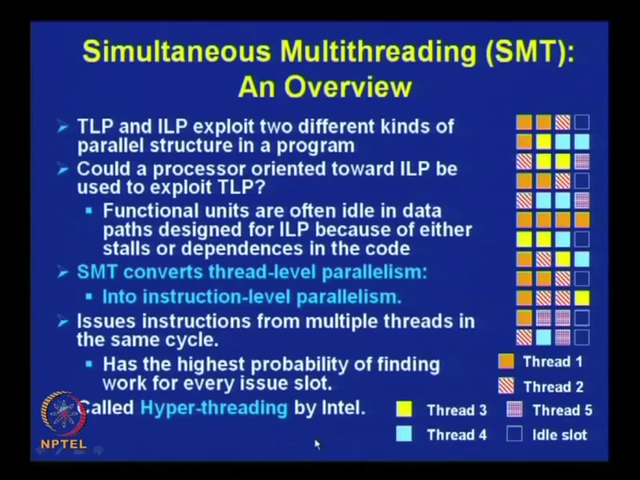 Simultaneous Multithreading (SMT):
An Overview
TLP and ILP exploit two different kinds of
parallel structure in a program
Could a processor oriented toward ILP be
used to exploit TLP?
Functional units are often idle in data
paths designed for ILP because of either
stalls or dependences in the code
SMT converts thread-level parallelism:
Into instruction-level parallelism.
Issues instructions from multiple threads in
the same cycle.
Has the highest probability of finding
work for every issue slot.
Called Hyper-threading by Intel.
Thread 1
Thread 2
Thread 3
Thread 5
Thread 4
Idle slot
NPTEL